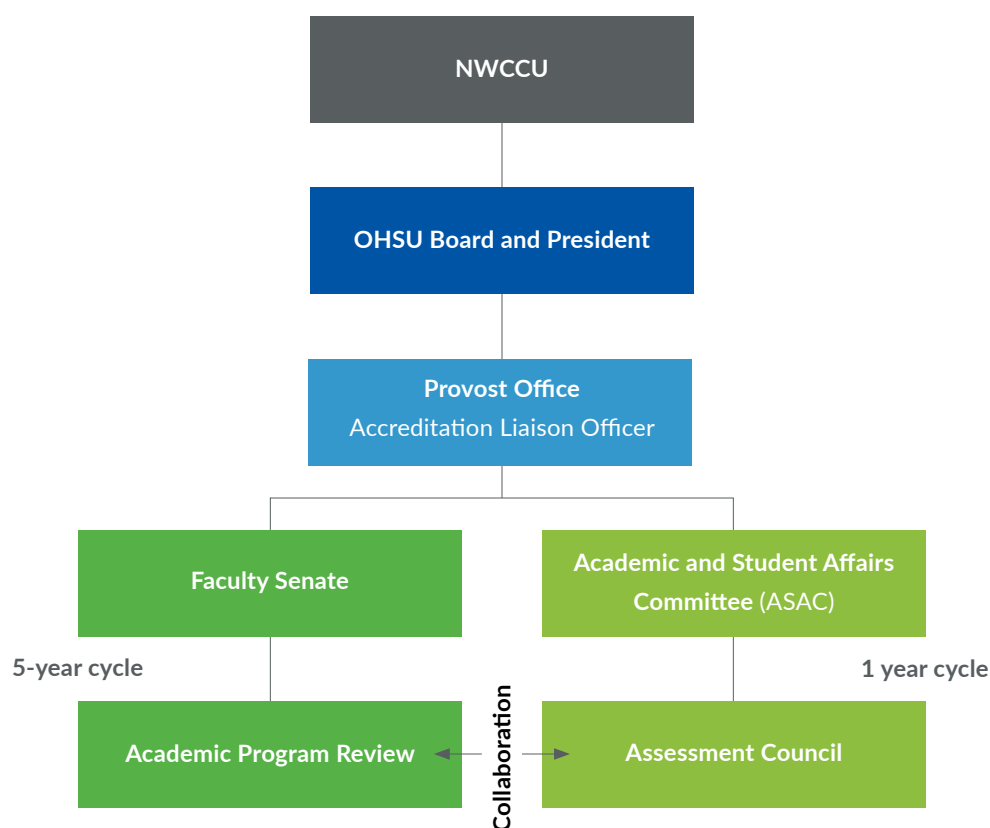 NWCCU
OHSU Board and President
Provost Office
Accreditation Liaison Officer
Faculty Senate
Academic and Student Affairs
Committee (ASAC)
5-year cycle
1 year cycle
Academic Program Review
Collaboration
Assessment Council